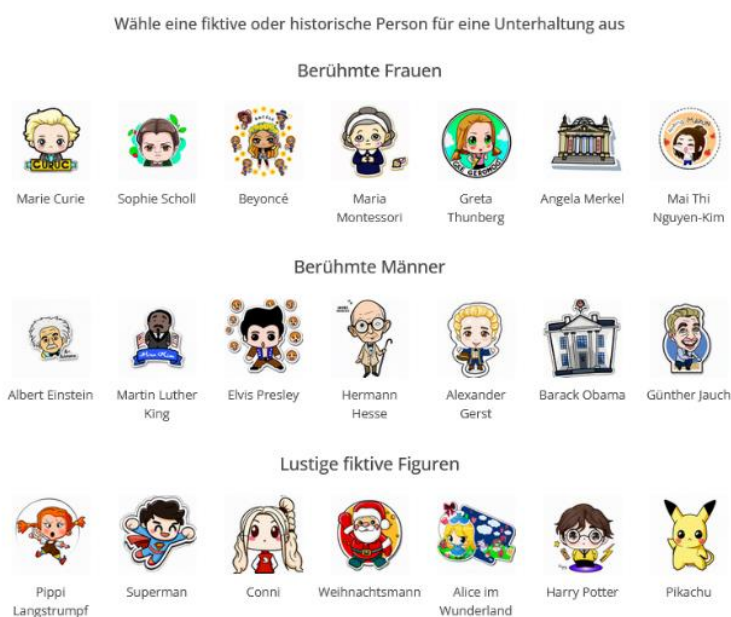 Wähle eine fiktive oder historische Person für eine Unterhaltung aus
Berühmte Frauen
CURUC
Marie Curie
Sophie Scholl
Beyoncé
Maria
Montessori
Greta
Thunberg
Angela Merkel
Mai Thi
Nguyen-Kim
Berühmte Männer
Albert Einstein
Martin Luther
King
Elvis Presley
Hermann
Hesse
Alexander
Gerst
Barack Obama
Günther Jauch
Lustige fiktive Figuren
Pippi
Langstrumpf
Superman
Conni
Weihnachtsmann
Alice im
Wunderland
Harry Potter
Pikachu